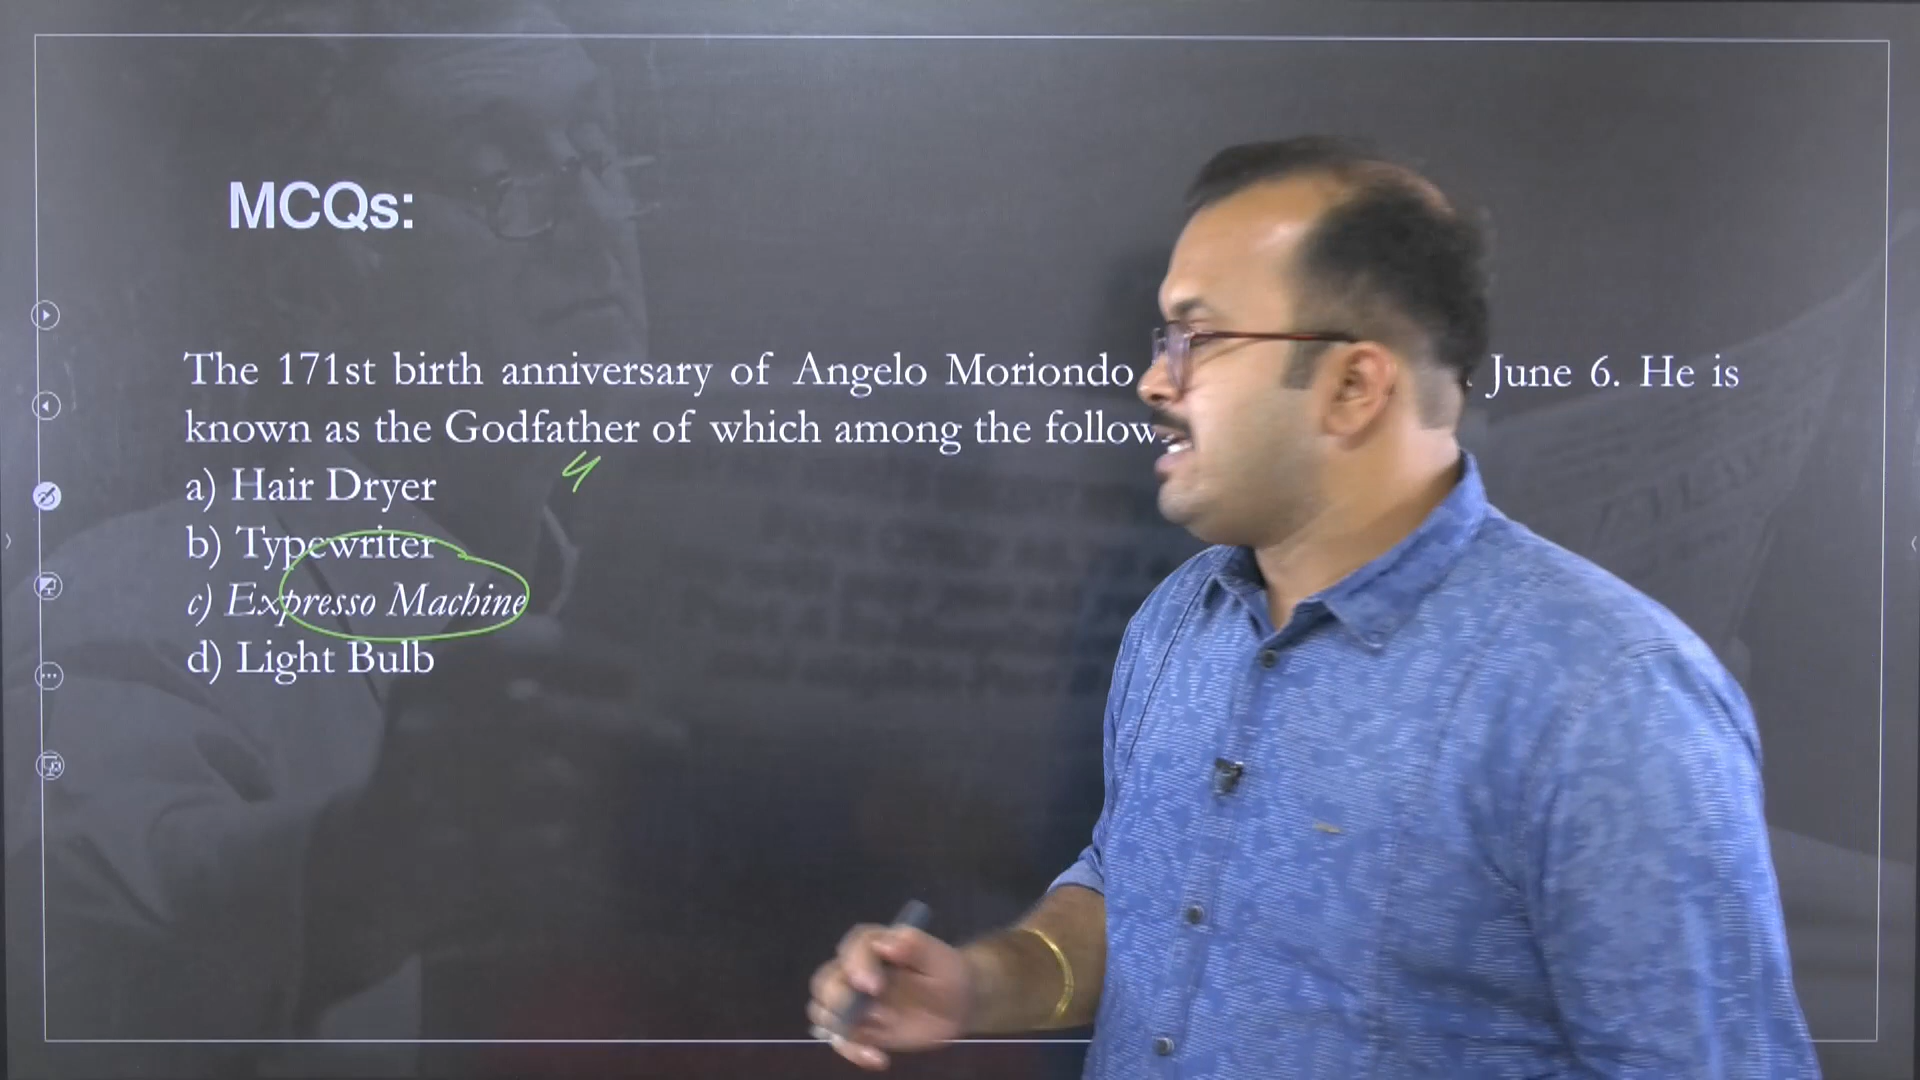 MCQs:
The 171st birth anniversary of Angelo Moriondo June 6. He is
known as the Godfather of which among the follow
a) Hair Dryer
b) Typewriter
c) Expresso Machine
d) Light Bulb